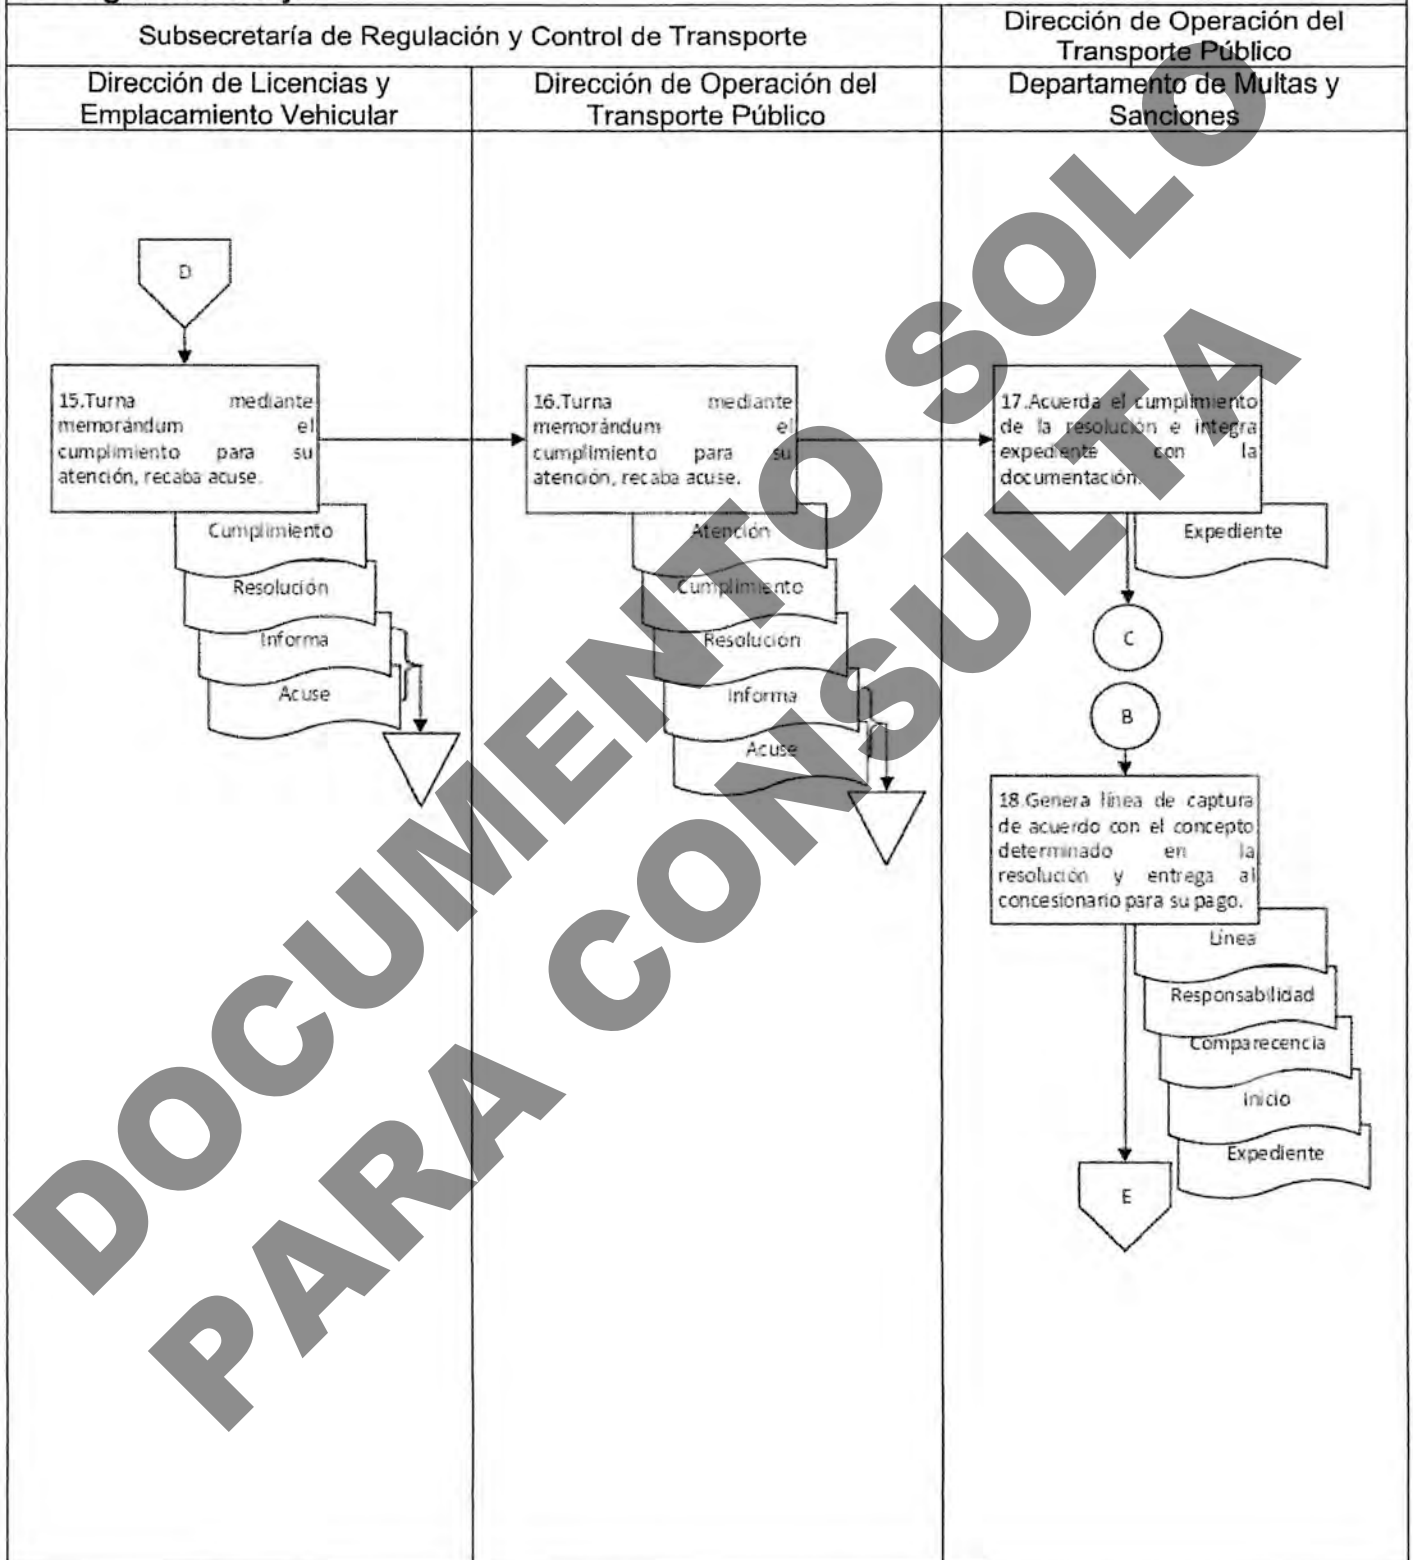 Subsecretaría de Regulación y Control de Transporte
Dirección de Operación del
Transporte Público
Dirección de Licencias y
Emplacamiento Vehicular
Dirección de Operación del
Transporte Público
Departamento de Multas y
Sanciones
D
15.Turna mediante
memorándum el
cumplimiento para su
atención, recaba acuse.
Cumplimiento
Resolución
Informa
Acuse
16.Turna mediante
memorándum el
cumplimiento para su
atención, recaba acuse.
Atención
Cumplimiento
Resolución
Informa
Acuse
17.Acuerda el cumplimiento
de la resolución e integra
expediente con la
documentación.
Expediente
C
B
18.Genera línea de captura
de acuerdo con el concepto
determinado en la
resolución y entrega al
concesionario para su pago.
Línea
Responsabilidad
Comparecencia
Inicio
Expediente
E
DOCUMENTO SOLO
PARA CONSULTA